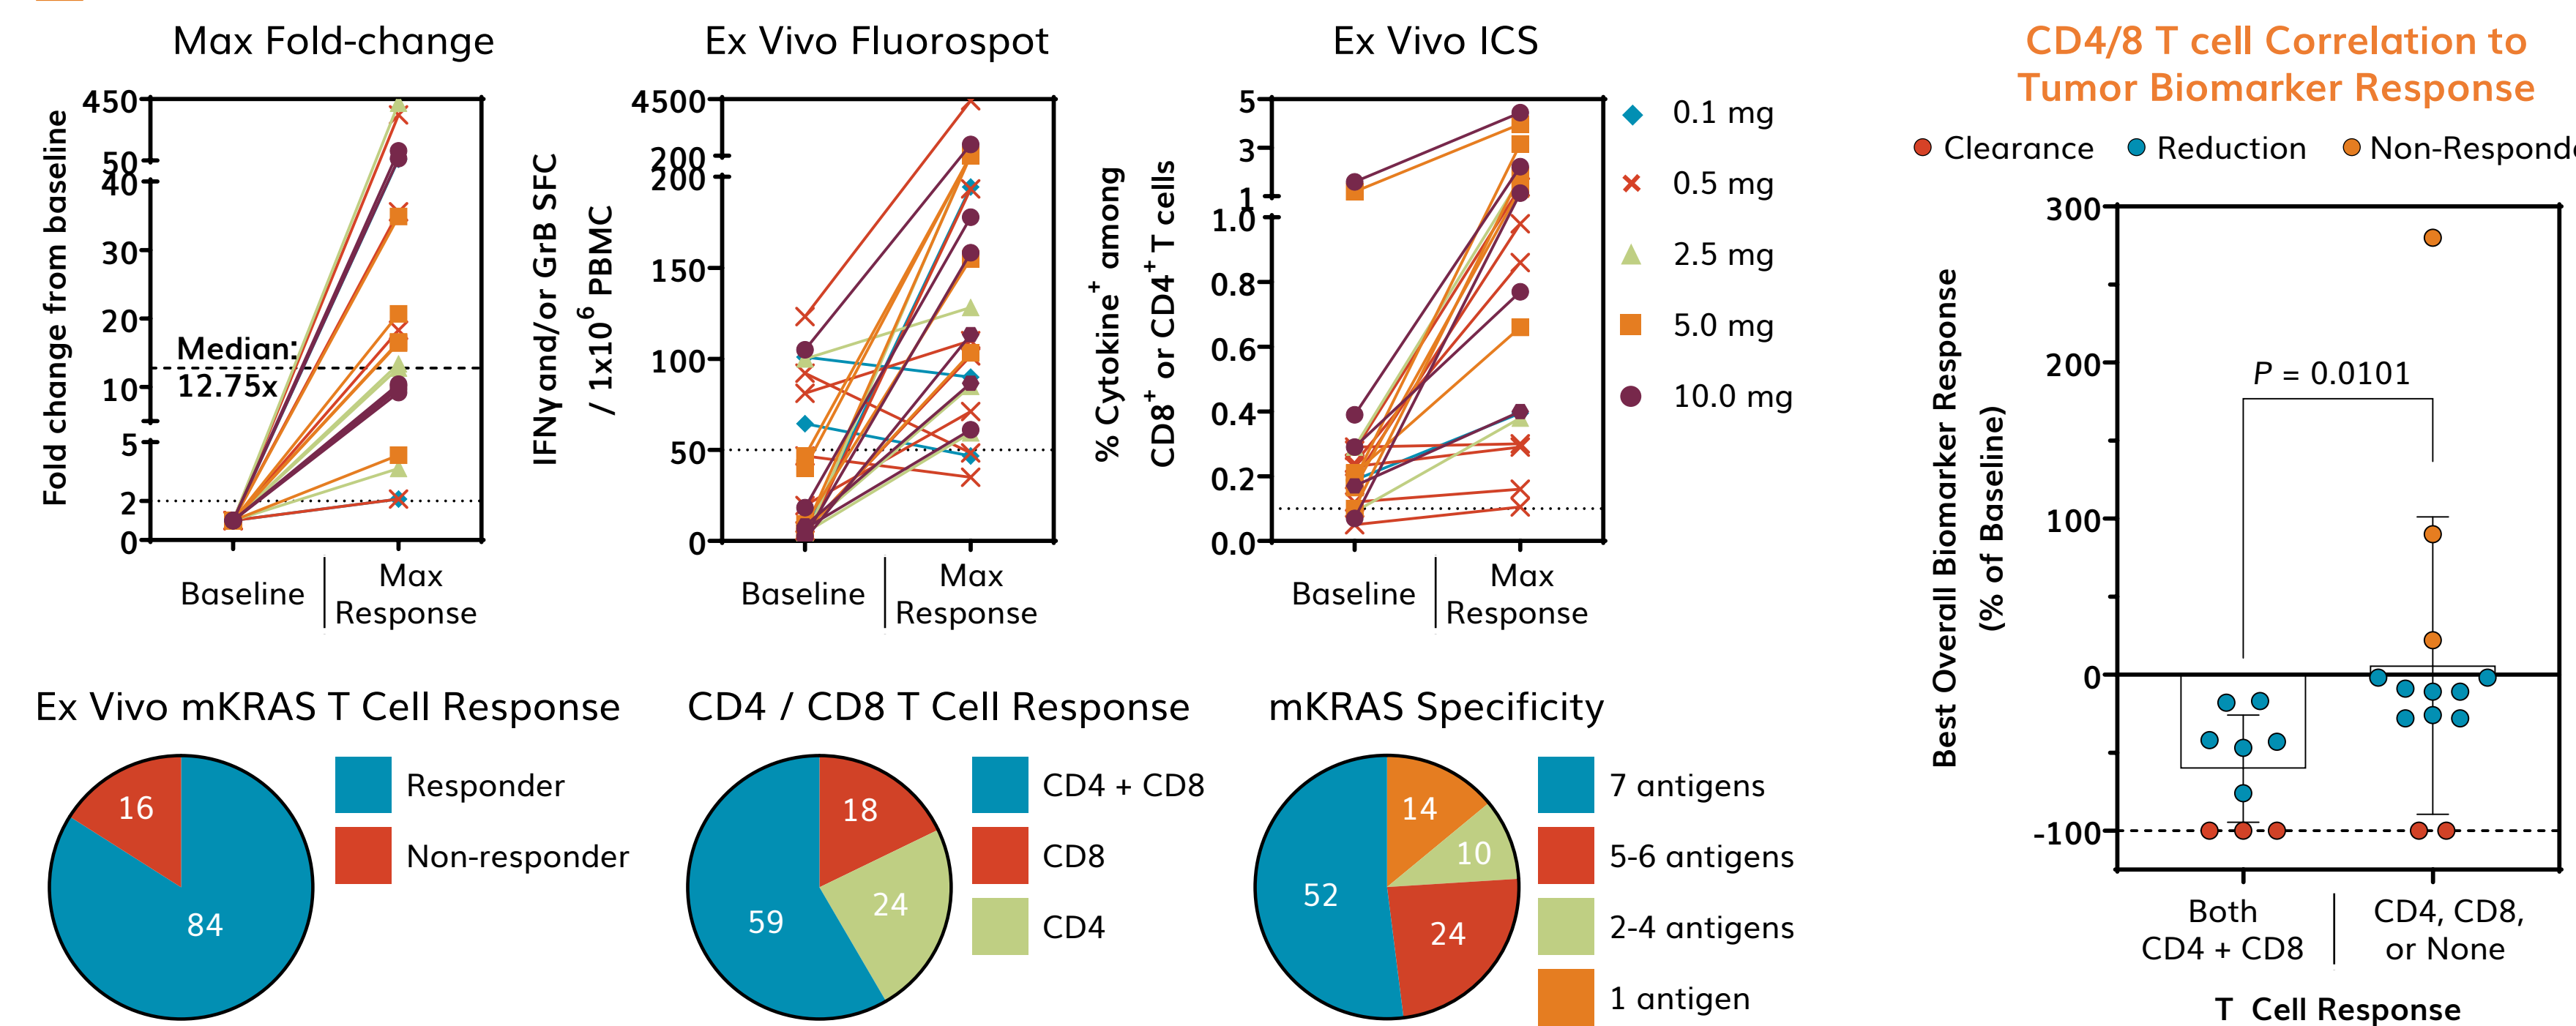 Max Fold-change
Fold change from baseline
450
50
40
30
20
10
5
2
0
Median:
12.75x
Baseline
Max
Response
Ex Vivo Fluorospot
IFNγ and/or GrB SFC
/ 1x10⁶ PBMC
4500
200
200
150
100
50
0
Baseline
Max
Response
Ex Vivo ICS
% Cytokine⁺ among
CD8⁺ or CD4⁺ T cells
5
3
1
1.0
0.8
0.6
0.4
0.2
0.0
Baseline
Max
Response
0.1 mg
0.5 mg
2.5 mg
5.0 mg
10.0 mg
CD4/8 T cell Correlation to
Tumor Biomarker Response
Clearance Reduction
Best Overall Biomarker Response
(% of Baseline)
300
200
100
0
-100
P = 0.0101
Both
CD4 + CD8
CD4, CD8,
or None
T Cell Response
Ex Vivo mKRAS T Cell Response
16
84
Responder
Non-responder
CD4 / CD8 T Cell Response
18
24
59
CD4 + CD8
CD8
CD4
mKRAS Specificity
14
10
24
52
7 antigens
5-6 antigens
2-4 antigens
1 antigen